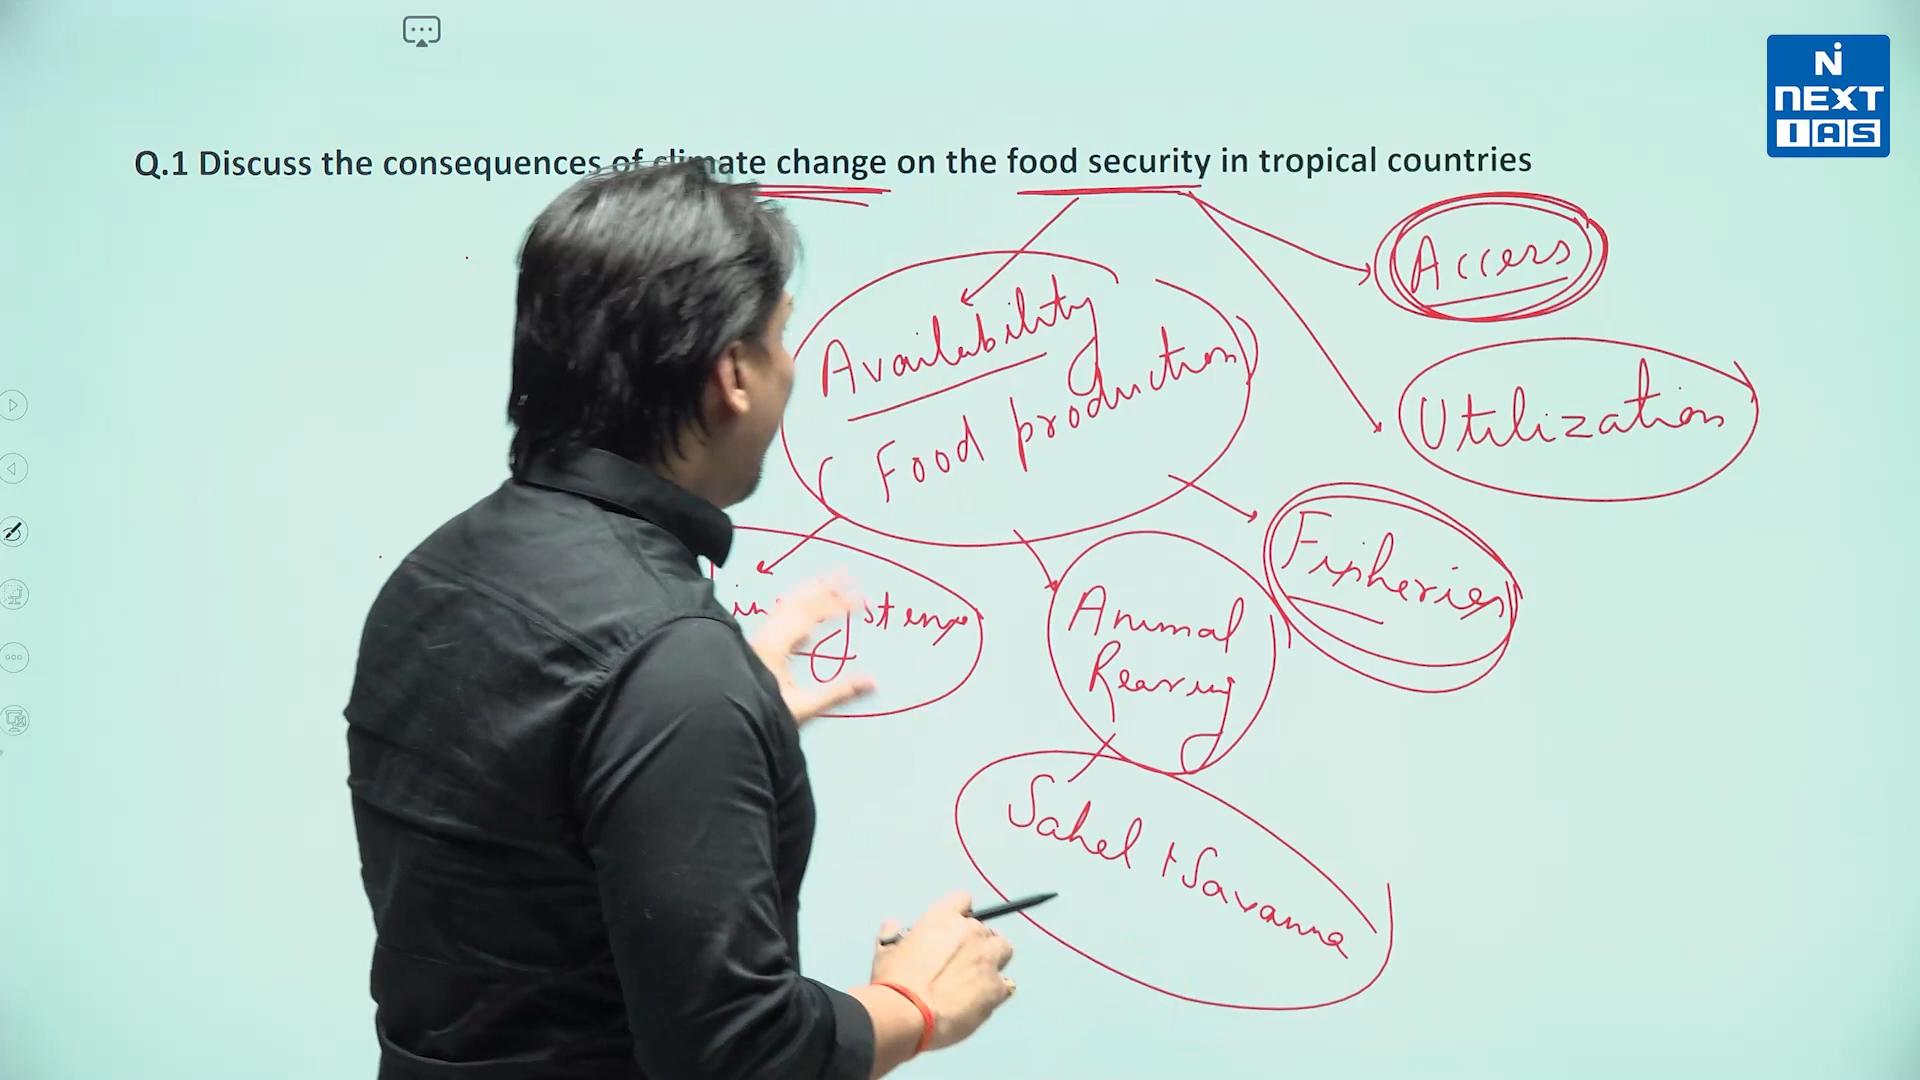 N
NEXT
IAS
Q.1 Discuss the consequences of climate change on the food security in tropical countries
Access
Availability
Food production
Utilization
Fisheries
Animal
Rearing
Sahel + Savanna